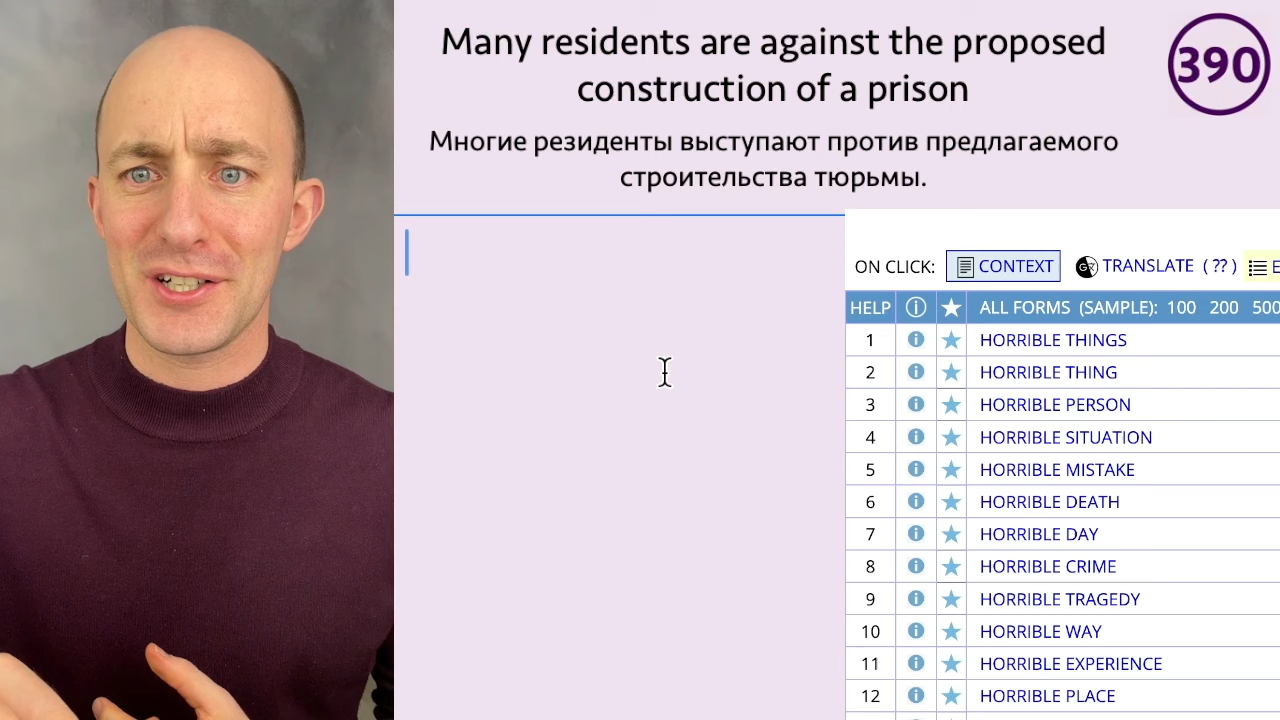 Many residents are against the proposed
construction of a prison
390
Многие резиденты выступают против предлагаемого
строительства тюрьмы.
ON CLICK: CONTEXT TRANSLATE ( ?? ) E
HELP ALL FORMS (SAMPLE): 100 200 500
1 HORRIBLE THINGS
2 HORRIBLE THING
3 HORRIBLE PERSON
4 HORRIBLE SITUATION
5 HORRIBLE MISTAKE
6 HORRIBLE DEATH
7 HORRIBLE DAY
8 HORRIBLE CRIME
9 HORRIBLE TRAGEDY
10 HORRIBLE WAY
11 HORRIBLE EXPERIENCE
12 HORRIBLE PLACE